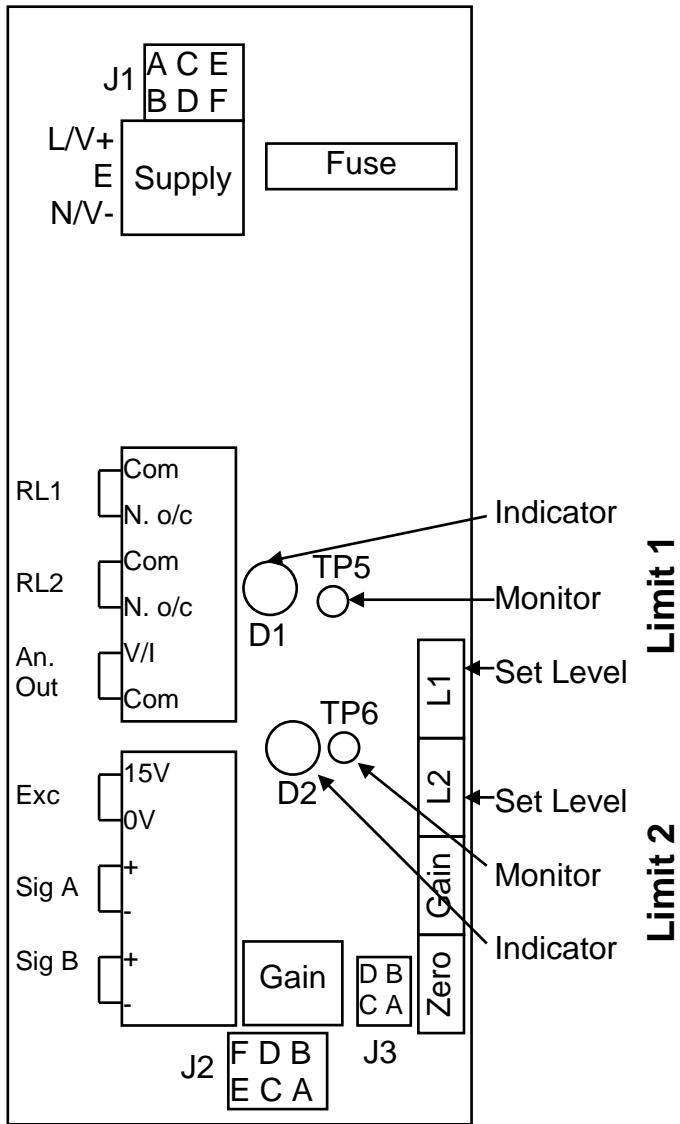 J1
A C E
B D F
L/V+
E
N/V-
Supply
Fuse
RL1
Com
N. o/c
RL2
Com
N. o/c
An.
Out
V/I
Com
D1
TP5
Indicator
Monitor
Set Level
Limit 1
L1
TP6
D2
L2
Set Level
Monitor
Indicator
Limit 2
Exc
15V
0V
Sig A
+
-
Sig B
+
-
Gain
Gain
Zero
D B
C A
J3
J2
F D B
E C A